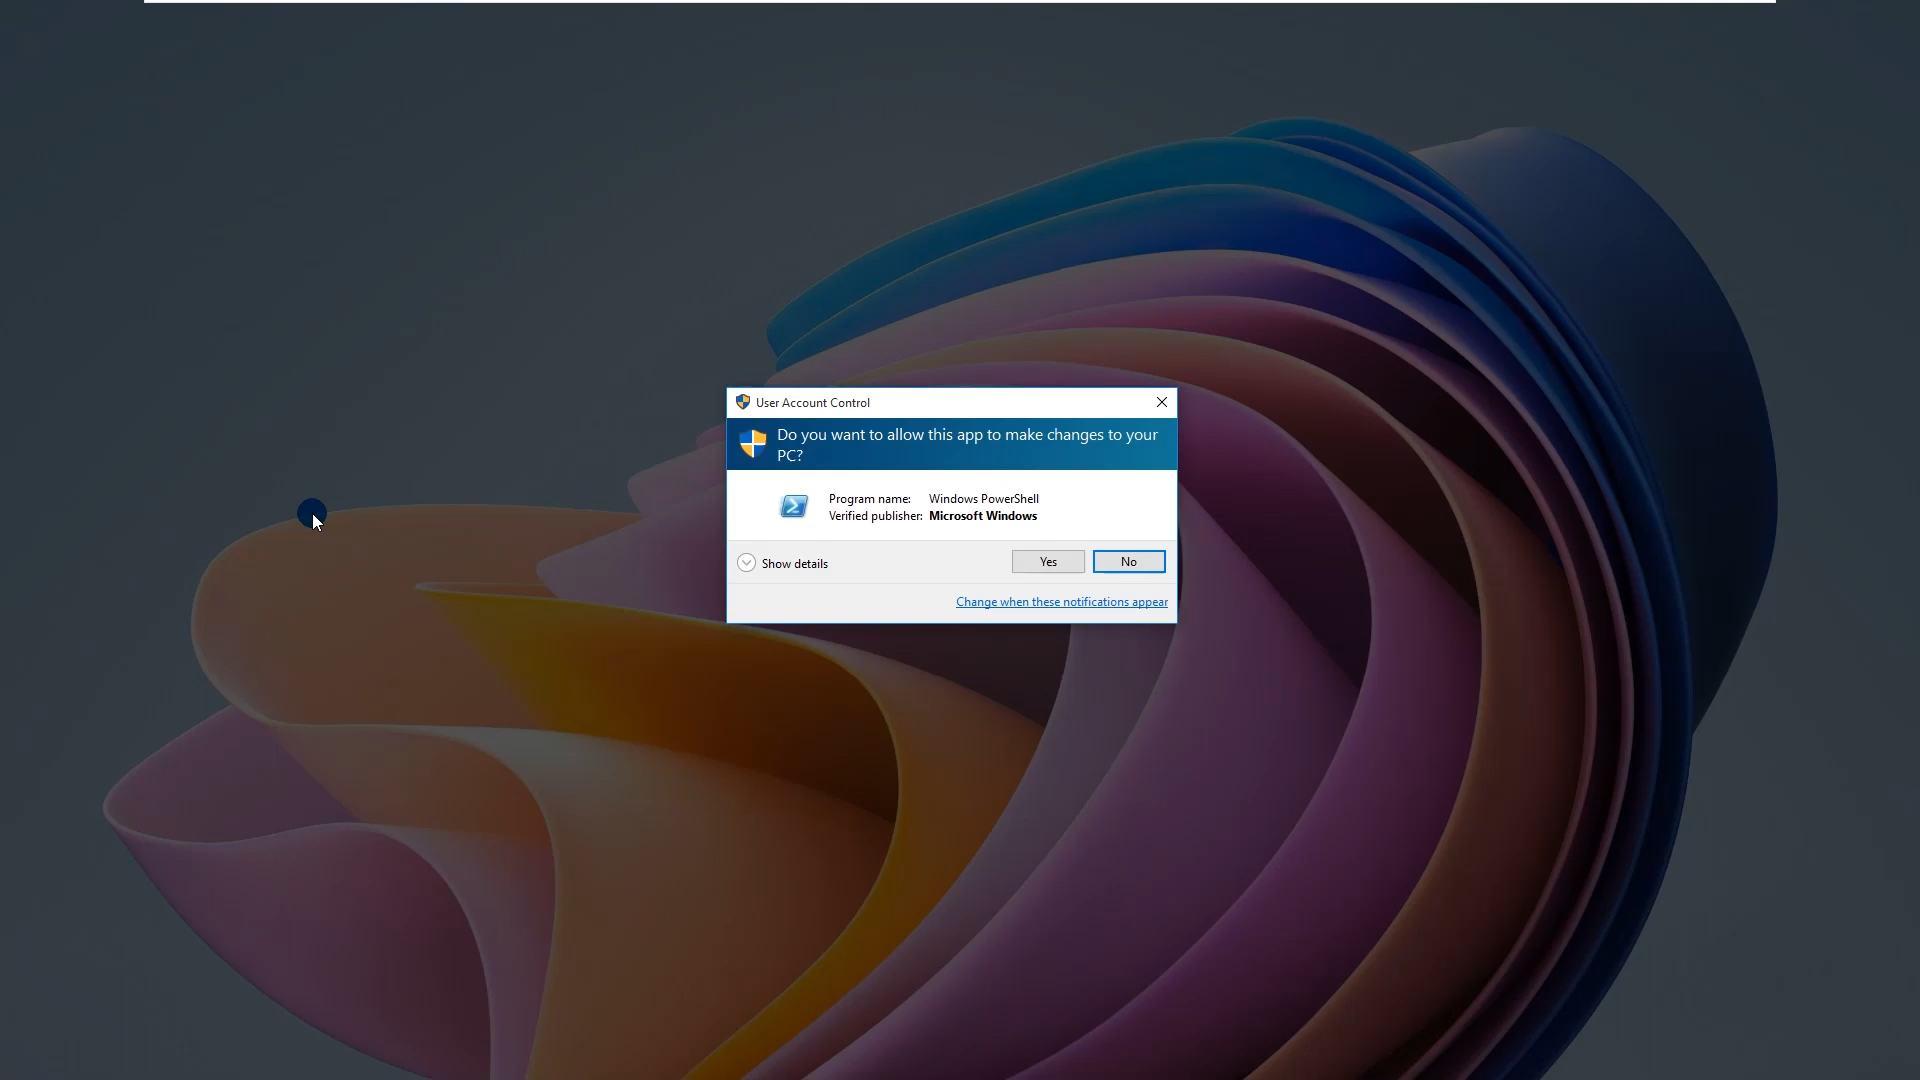 User Account Control
Do you want to allow this app to make changes to your
PC?
Program name: Windows PowerShell
Verified publisher: Microsoft Windows
Show details
Yes
No
Change when these notifications appear